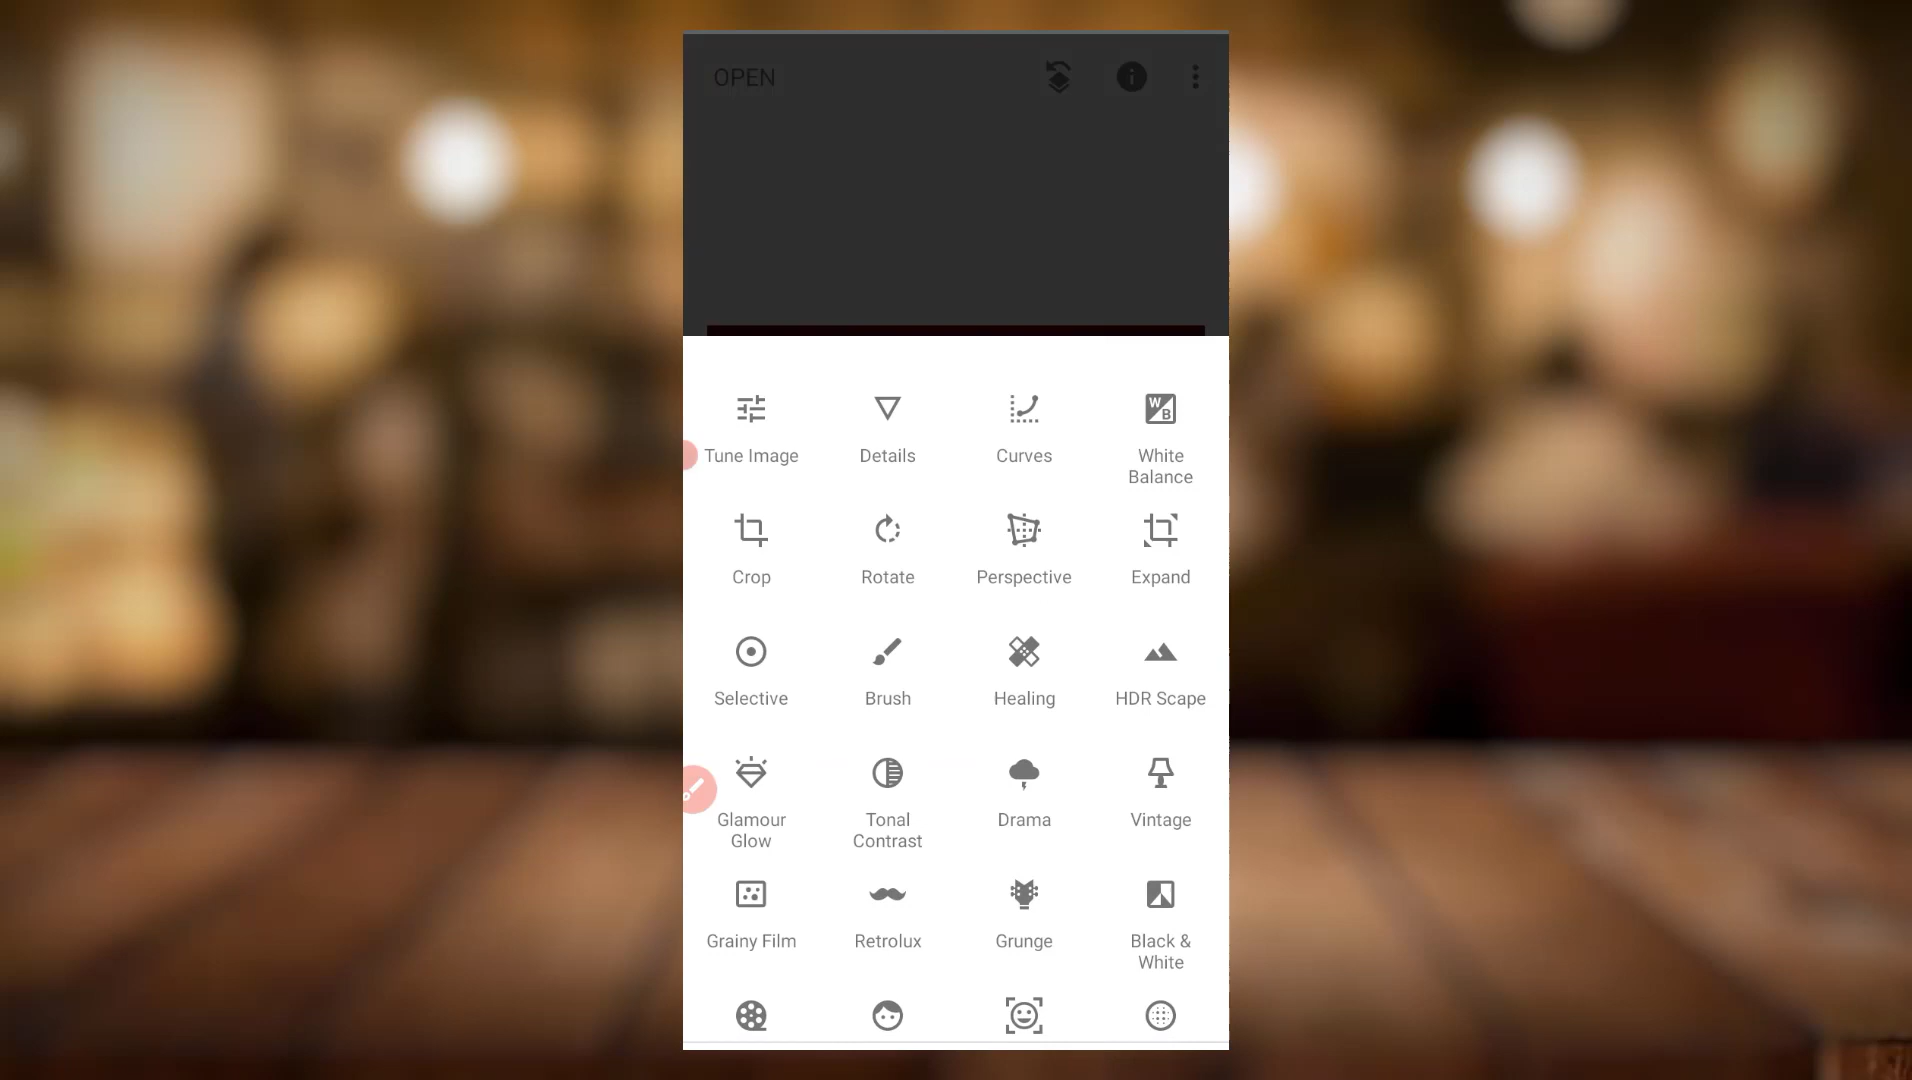 OPEN
Tune Image
Details
Curves
White
Balance
Crop
Rotate
Perspective
Expand
Selective
Brush
Healing
HDR Scape
Glamour
Glow
Tonal
Contrast
Drama
Vintage
Grainy Film
Retrolux
Grunge
Black &
White